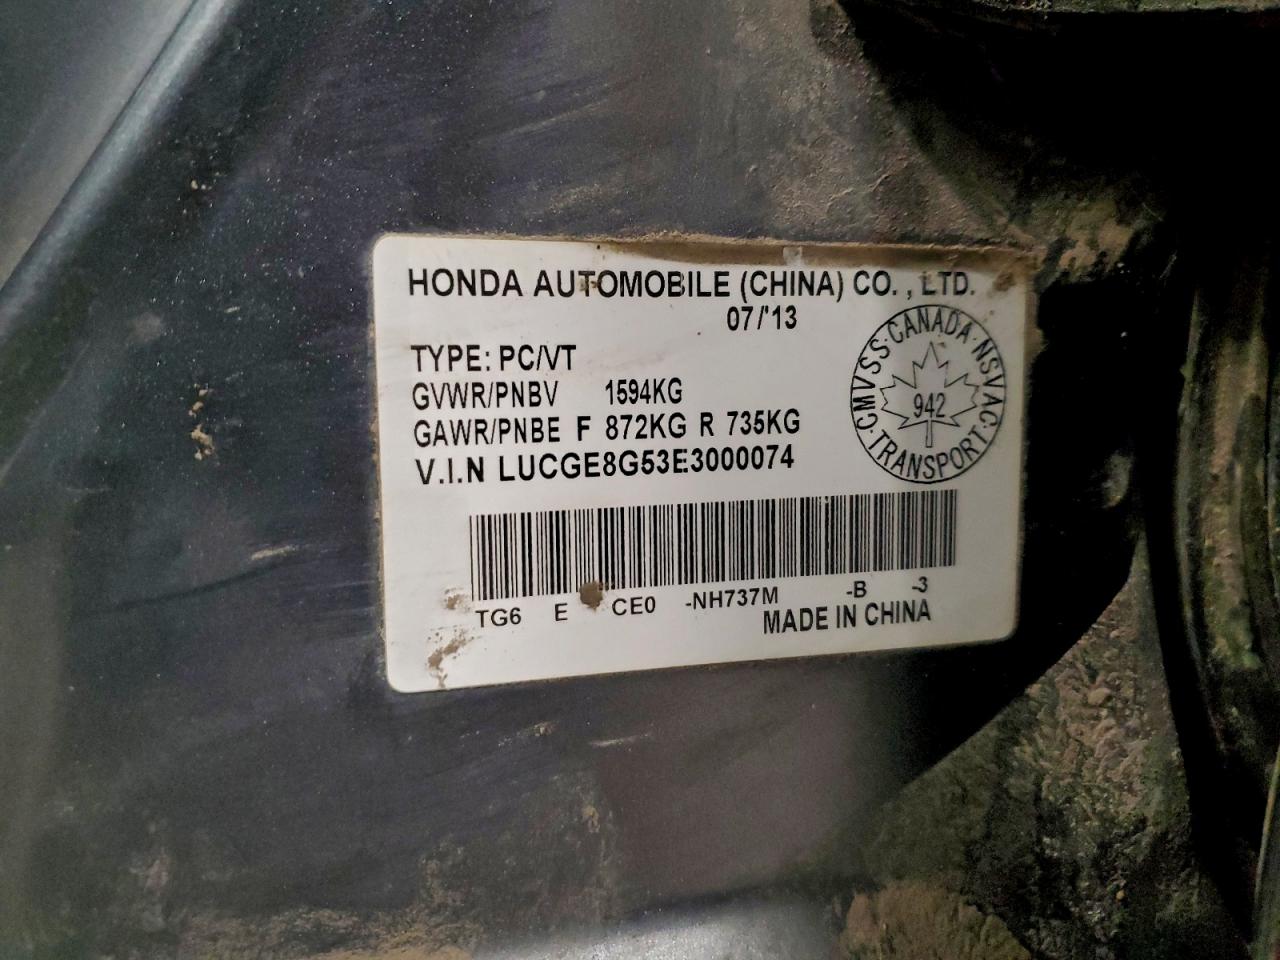 HONDA AUTOMOBILE (CHINA) CO. , LTD.
07/'13
TYPE: PC/VT
GVWR/PNBV 1594KG
GAWR/PNBE F 872KG R 735KG
V.I.N LUCGE8G53E3000074
CMVSS · CANADA · NSVAC · TRANSPORT ·
942
TG6 E CE0 -NH737M -B -3
MADE IN CHINA